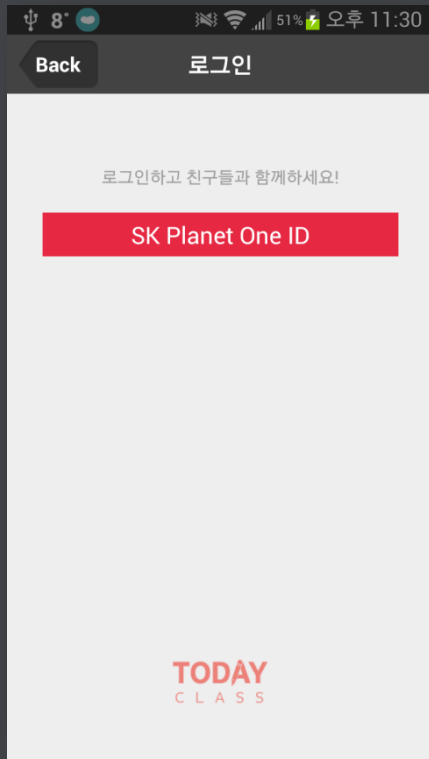 8° 51% 오후 11:30
Back 로그인
로그인하고 친구들과 함께하세요!
SK Planet One ID
TODAY
CLASS